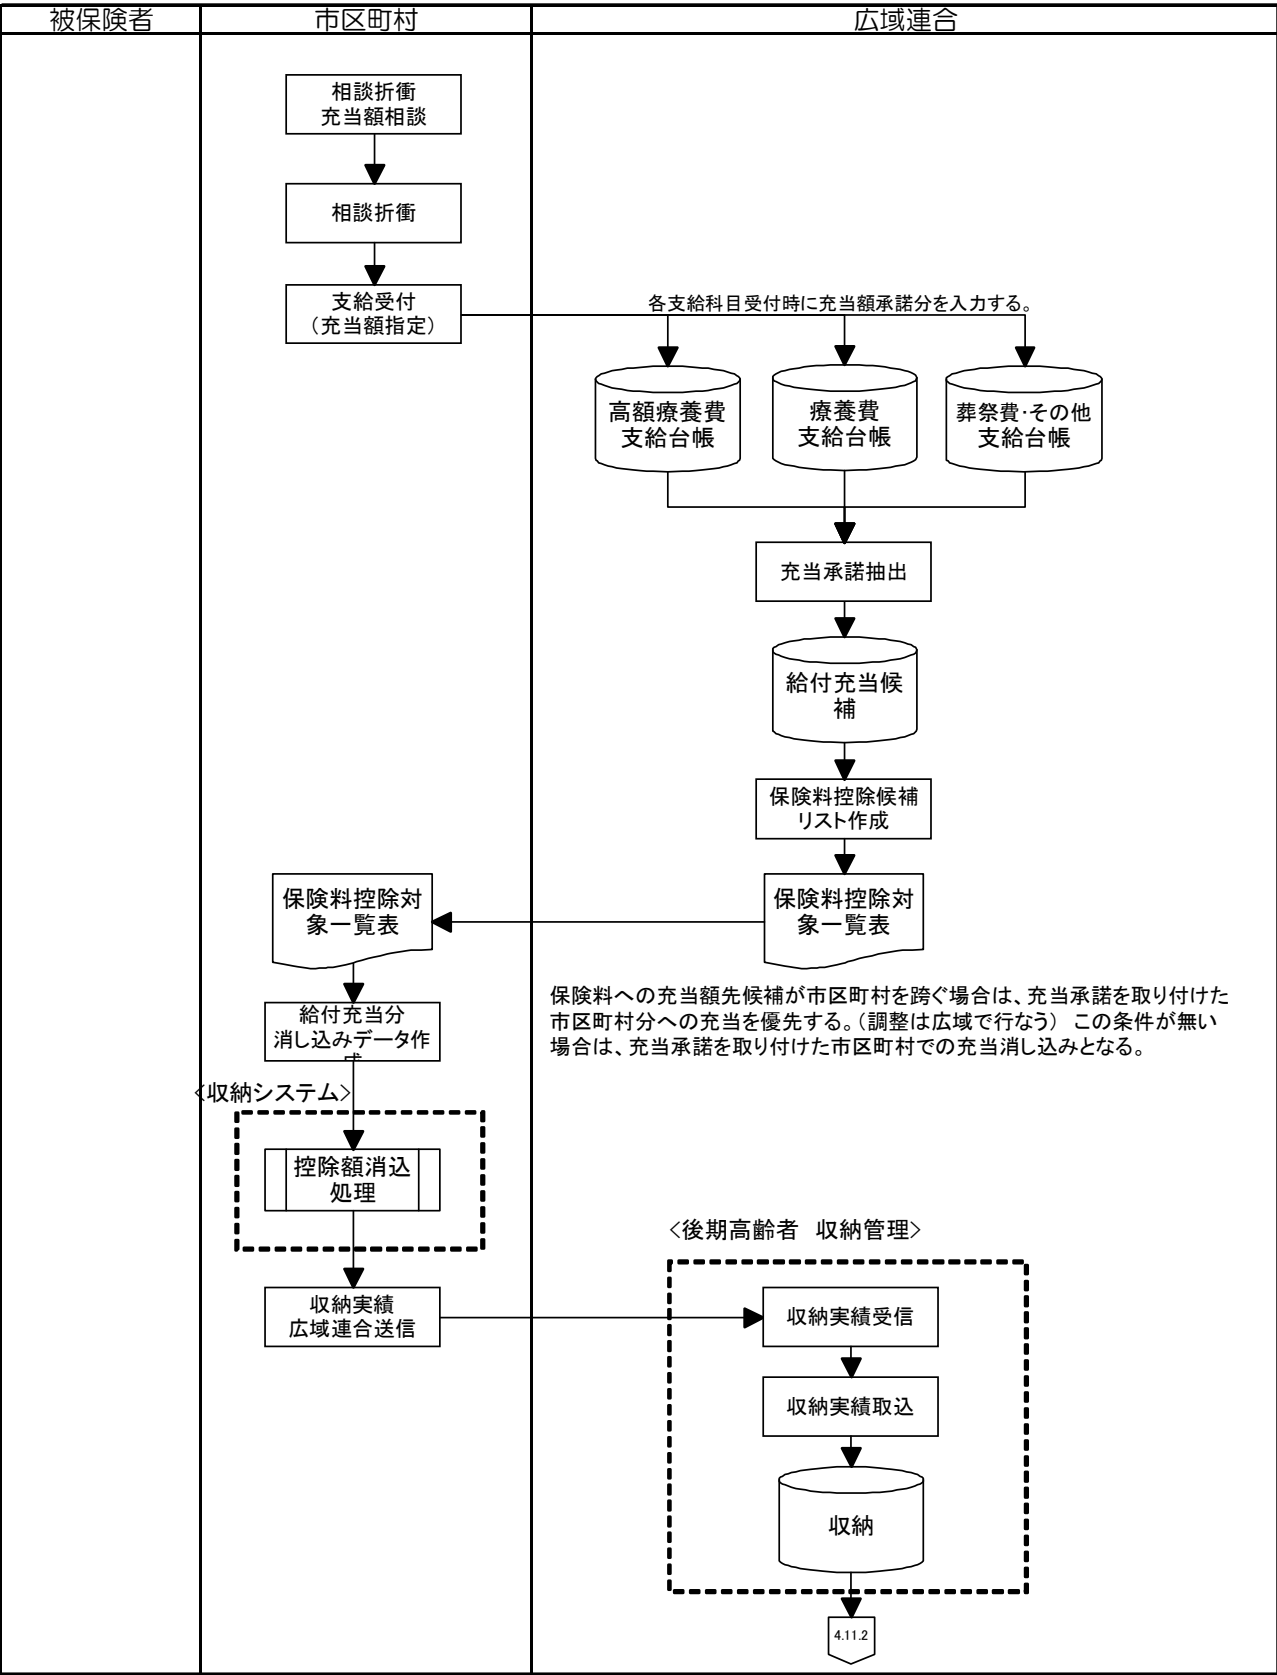 被保険者
市区町村
広域連合
相談折衝
充当額相談
相談折衝
支給受付
（充当額指定）
各支給科目受付時に充当額承諾分を入力する。
高額療養費
支給台帳
療養費
支給台帳
葬祭費・その他
支給台帳
充当承諾抽出
給付充当候
補
保険料控除候補
リスト作成
保険料控除対
象一覧表
保険料控除対
象一覧表
保険料への充当額先候補が市区町村を跨ぐ場合は、充当承諾を取り付けた
市区町村分への充当を優先する。（調整は広域で行なう） この条件が無い
場合は、充当承諾を取り付けた市区町村での充当消し込みとなる。
給付充当分
消し込みデータ作
成
<収納システム>
控除額消込
処理
収納実績
広域連合送信
<後期高齢者　収納管理>
収納実績受信
収納実績取込
収納
4.11.2